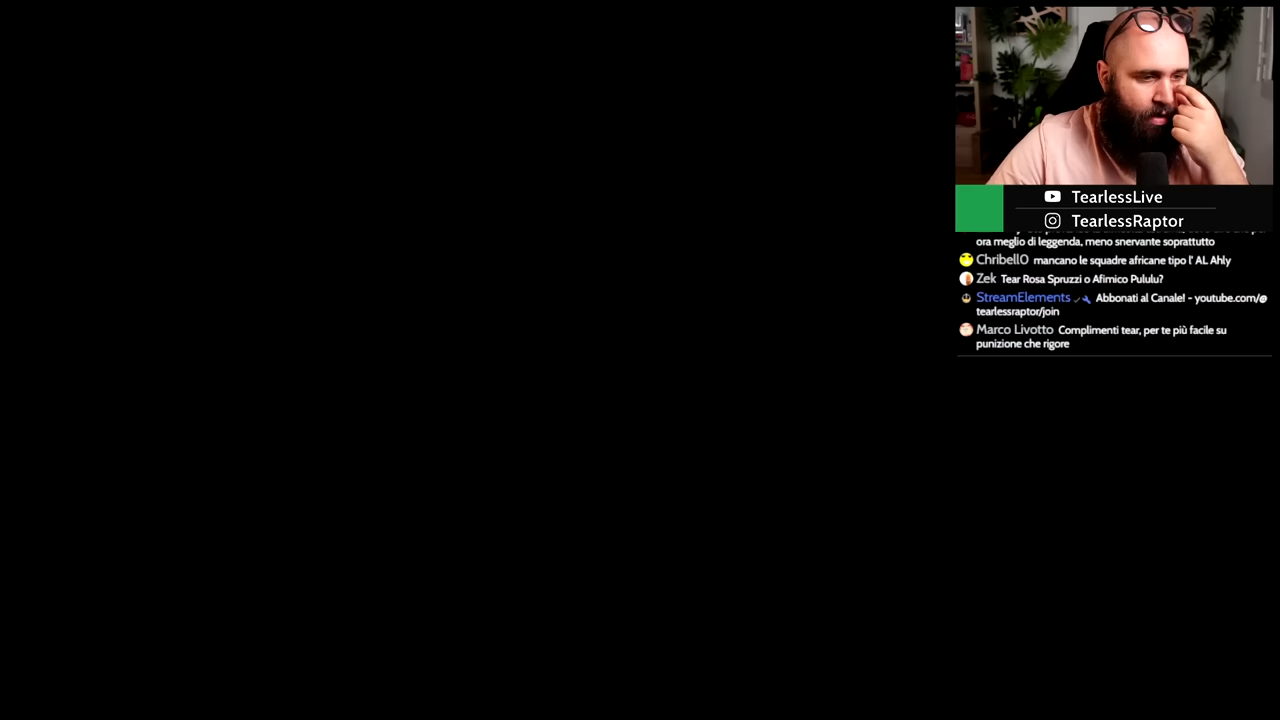 TearlessLive
TearlessRaptor
ora meglio di leggenda, meno snervante soprattutto
ChribellO mancano le squadre africane tipo l' AL Ahly
Zek Tear Rosa Spruzzi o Afimico Pululu?
StreamElements Abbonati al Canale! - youtube.com/@
tearlessraptor/join
Marco Livotto Complimenti tear, per te più facile su
punizione che rigore